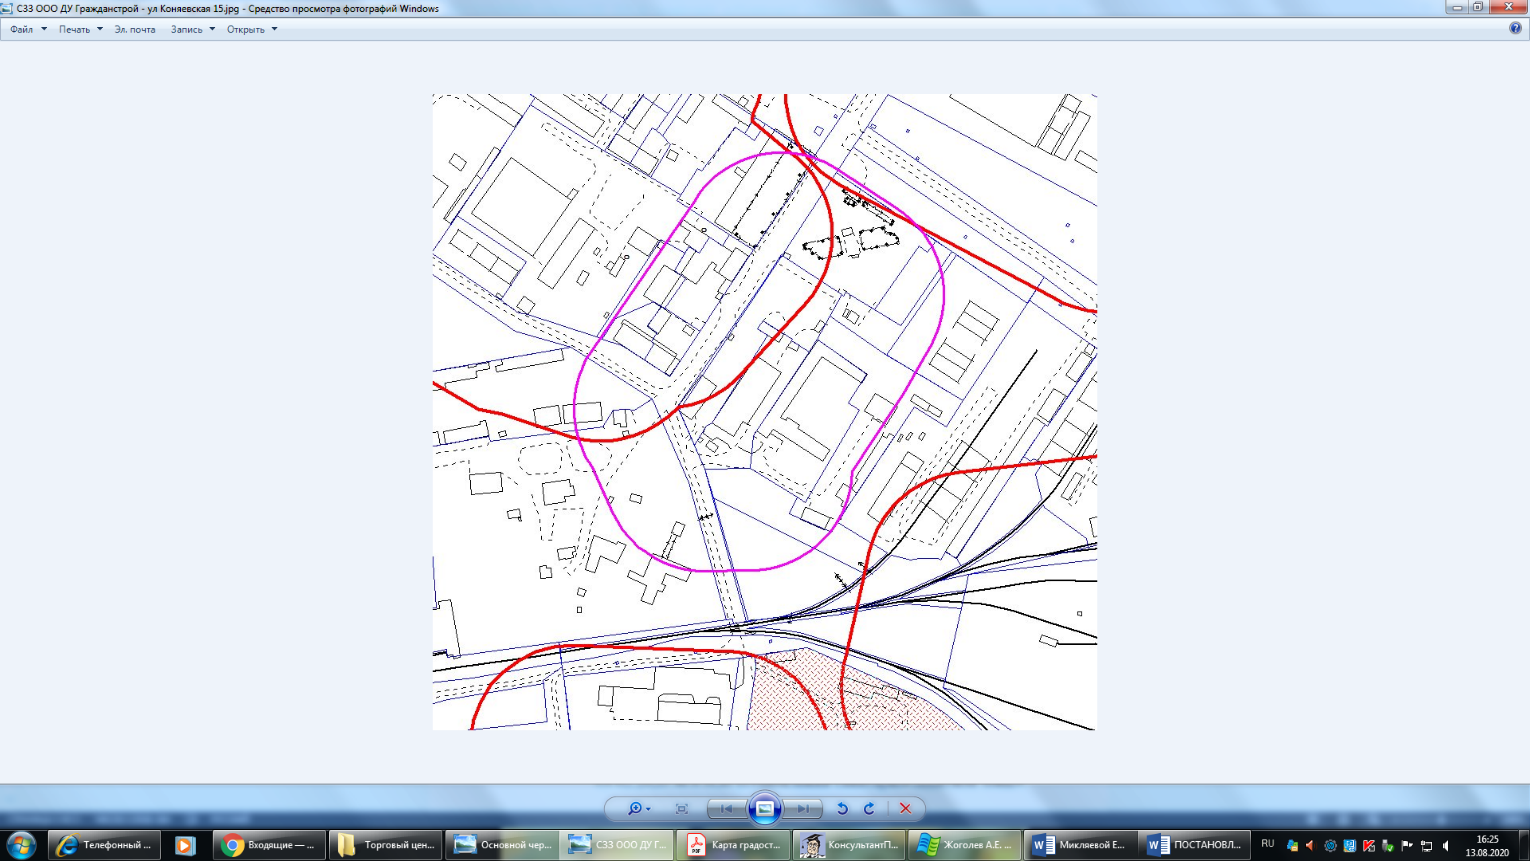 СЗЗ ООО ДУ Гражданстрой - ул Коняевская 15.jpg - Средство просмотра фотографий Windows
Файл Печать Эл. почта Запись Открыть
Телефонный ... Входящие — ... Торговый цен... Основной чер... СЗЗ ООО ДУ Г... Карта градост... КонсультантП... Жоголев А.Е. ... Микляевой Е... ПОСТАНОВЛ... RU 16:25
13.08.2020